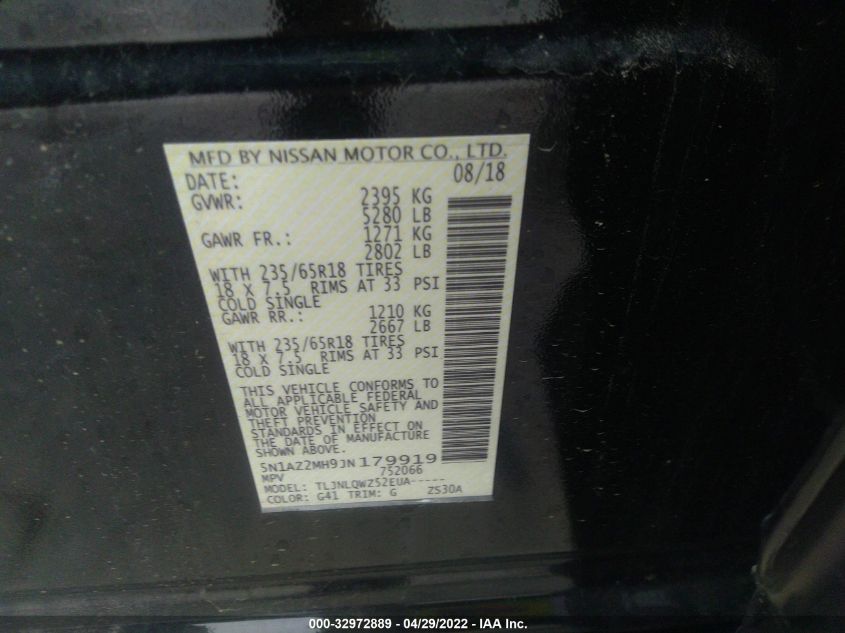 MFD BY NISSAN MOTOR CO., LTD.
DATE: 08/18
GVWR: 2395 KG
5280 LB
GAWR FR.: 1271 KG
2802 LB
WITH 235/65R18 TIRES
18 X 7.5 RIMS AT 33 PSI
COLD SINGLE
GAWR RR.: 1210 KG
2667 LB
WITH 235/65R18 TIRES
18 X 7.5 RIMS AT 33 PSI
COLD SINGLE
THIS VEHICLE CONFORMS TO
ALL APPLICABLE FEDERAL
MOTOR VEHICLE SAFETY AND
THEFT PREVENTION
STANDARDS IN EFFECT ON
THE DATE OF MANUFACTURE
SHOWN ABOVE.
5N1AZ2MH9JN179919
MPV 752066
MODEL: TLJNLQWZ52EUA-----
COLOR: G41 TRIM: G ZS30A
000-32972889 - 04/29/2022 - IAA Inc.